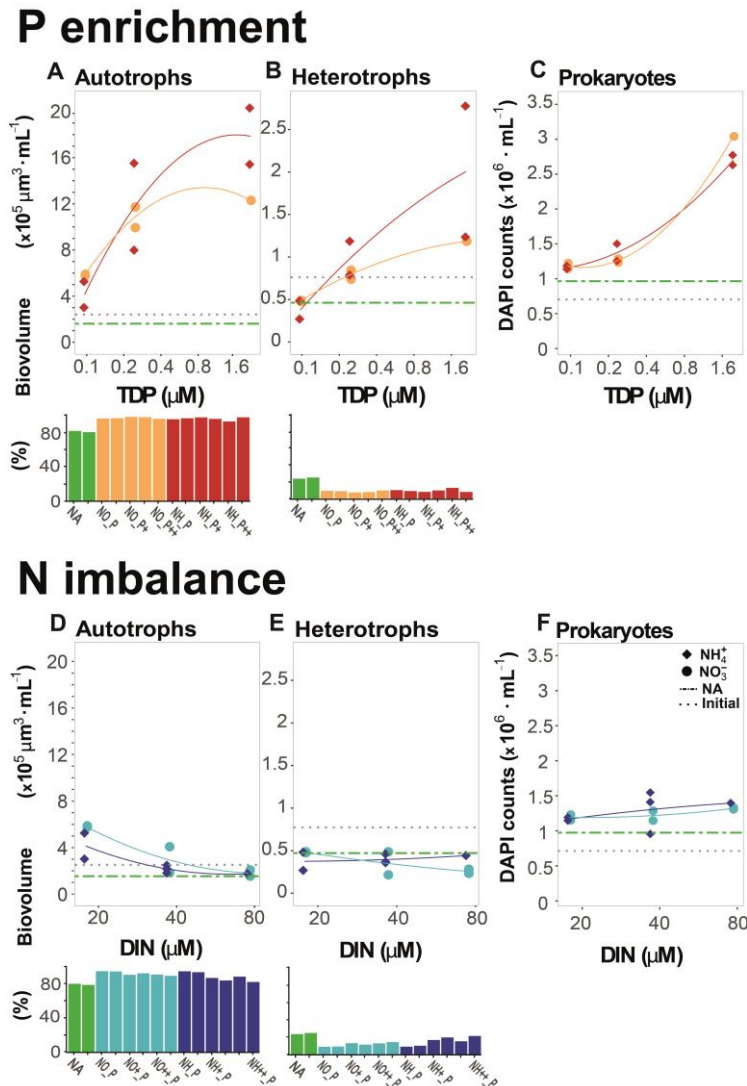 P enrichment
A Autotrophs
B Heterotrophs
C Prokaryotes
Biovolume (x10⁵ µm³·mL⁻¹)
20
16
12
8
4
0
2.5
2
1.5
1
0.5
0
DAPI counts (x10⁶ · mL⁻¹)
3.5
3
2.5
2
1.5
1
0.5
0
0.1 0.2 0.4 0.8 1.6
0.1 0.2 0.4 0.8 1.6
0.1 0.2 0.4 0.8 1.6
TDP (µM)
TDP (µM)
TDP (µM)
(%)
80
40
0
NA NO_P NO_P+ NO_P++ NH_P NH_P+ NH_P++
NA NO_P NO_P+ NO_P++ NH_P NH_P+ NH_P++
N imbalance
D Autotrophs
E Heterotrophs
F Prokaryotes
Biovolume (x10⁵ µm³·mL⁻¹)
20
16
12
8
4
0
2.5
2
1.5
1
0.5
0
DAPI counts (x10⁶ · mL⁻¹)
3.5
3
2.5
2
1.5
1
0.5
0
NH₄⁺
NO₃⁻
NA
Initial
20 40 80
20 40 80
20 40 80
DIN (µM)
DIN (µM)
DIN (µM)
(%)
80
40
0
NA NO_P NO+_P NO++_P NH_P NH+_P NH++_P
NA NO_P NO+_P NO++_P NH_P NH+_P NH++_P